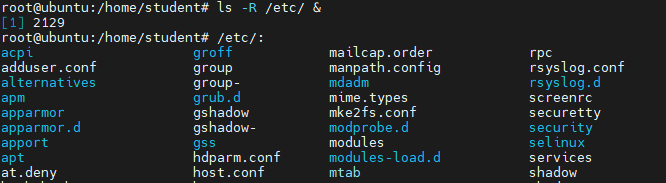 root@ubuntu:/home/student# ls -R /etc/ &
[1] 2129
root@ubuntu:/home/student# /etc/:
acpi groff mailcap.order rpc
adduser.conf group manpath.config rsyslog.conf
alternatives group- mdadm rsyslog.d
apm grub.d mime.types screenrc
apparmor gshadow mke2fs.conf securetty
apparmor.d gshadow- modprobe.d security
apport gss modules selinux
apt hdparm.conf modules-load.d services
at.deny host.conf mtab shadow